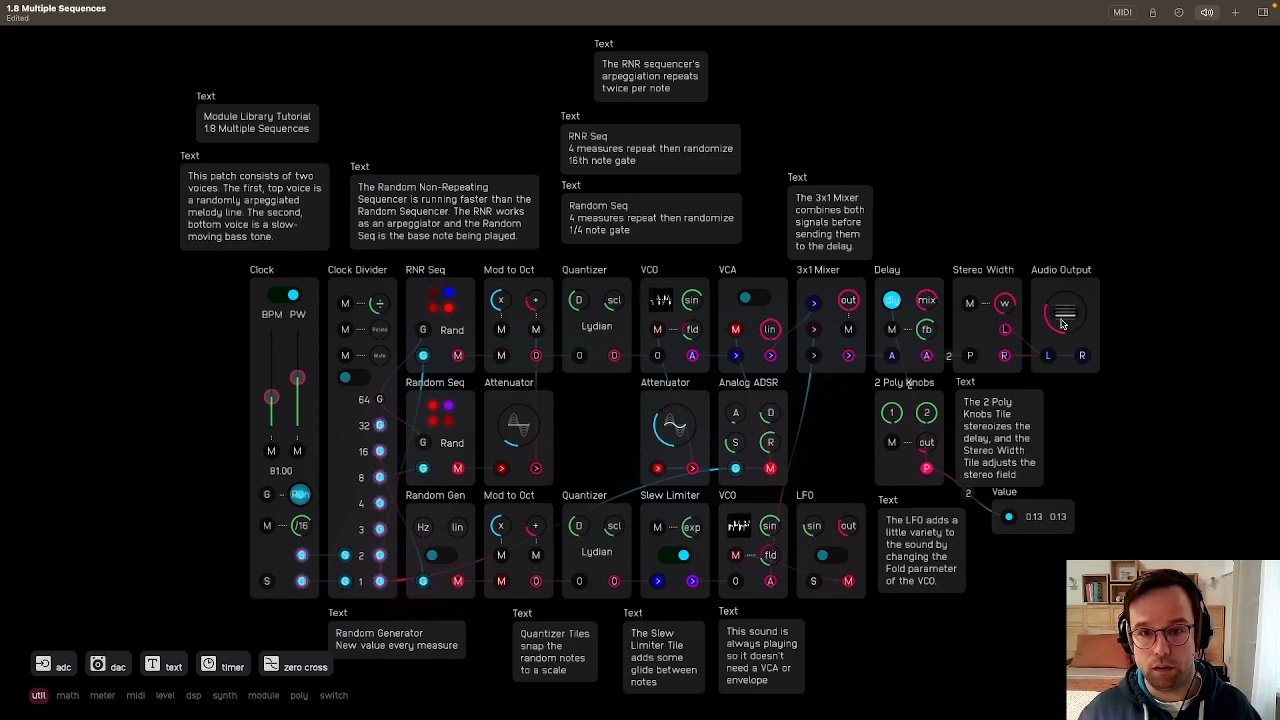 1.8 Multiple Sequences
Edited
MIDI
Text
The RNR sequencer's
arpeggiation repeats
twice per note
Text
Module Library Tutorial
1.8 Multiple Sequences
Text
RNR Seq
4 measures repeat then randomize
16th note gate
Text
This patch consists of two
voices. The first, top voice is
a randomly arpeggiated
melody line. The second,
bottom voice is a slow-
moving bass tone.
Text
The Random Non-Repeating
Sequencer is running faster than the
Random Sequencer. The RNR works
as an arpeggiator and the Random
Seq is the base note being played.
Text
Random Seq
4 measures repeat then randomize
1/4 note gate
Text
The 3x1 Mixer
combines both
signals before
sending them
to the delay.
Clock
Clock Divider
RNR Seq
Mod to Oct
Quantizer
VCO
VCA
3x1 Mixer
Delay
Stereo Width
Audio Output
BPM PW
M ÷
x +
D scl
sin
out
mix
M w
Lydian
M Rotate
G Rand
M M
M fld
M lin
M
M fb
L
M Mute
G M
M O
O O
O A
A A
2
P R
L R
Random Seq
Attenuator
Attenuator
Analog ADSR
2 Poly Knobs
Text
64 G
32 G
16 G
8 G
4 G
3 G
2 G
1 G
G Rand
G M
A D
S R
G M
1 2
M out
P
The 2 Poly
Knobs Tile
stereoizes the
delay, and the
Stereo Width
Tile adjusts the
stereo field.
M M
81.00
G
M /16
S
S G
Random Gen
Mod to Oct
Quantizer
Slew Limiter
VCO
LFO
2
Value
0.13 0.13
Hz lin
x +
D scl
M exp
sin
sin out
Lydian
M M
M fld
G M
M O
O O
O A
S M
Text
The LFO adds a
little variety to
the sound by
changing the
Fold parameter
of the VCO.
Text
Random Generator
New value every measure
Text
Quantizer Tiles
snap the
random notes
to a scale
Text
The Slew
Limiter Tile
adds some
glide between
notes
Text
This sound is
always playing
so it doesn't
need a VCA or
envelope
adc
dac
text
timer
zero cross
util math meter midi level dsp synth module poly switch